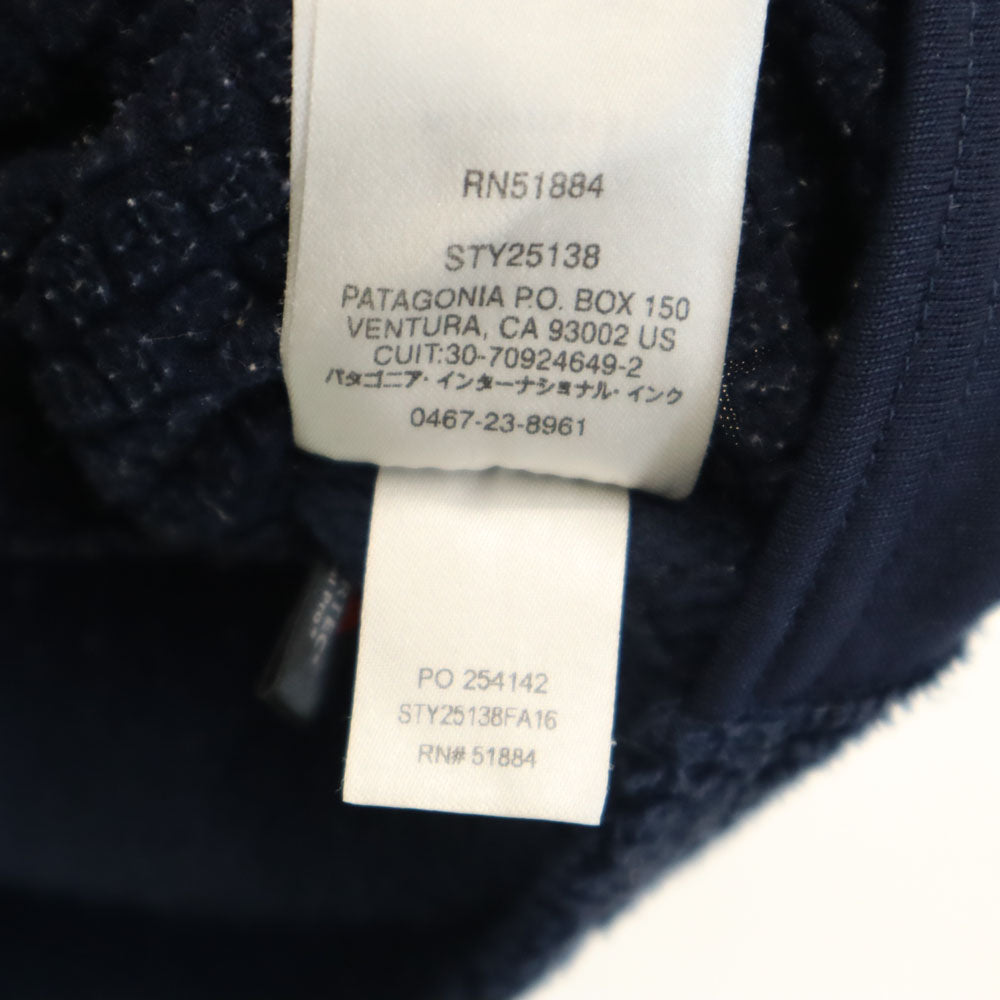 RN51884
STY25138
PATAGONIA P.O. BOX 150
VENTURA, CA 93002 US
CUIT:30-70924649-2
パタゴニア・インターナショナル・インク
0467-23-8961
PO 254142
STY25138FA16
RN# 51884